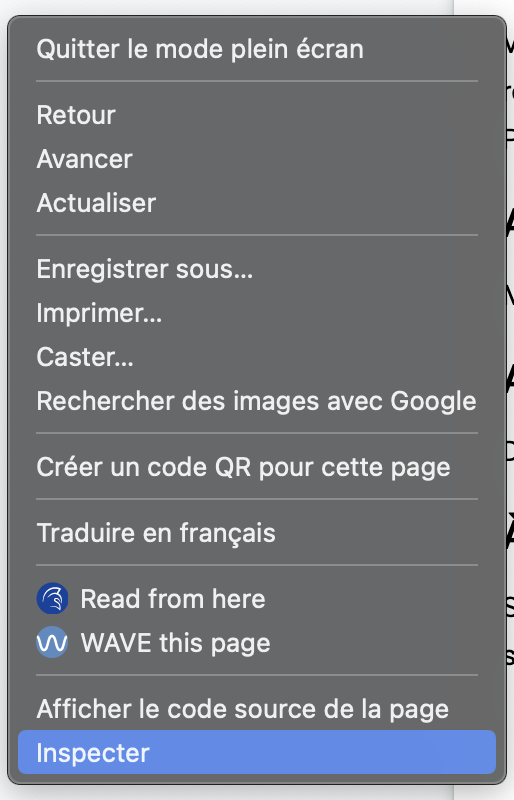 Quitter le mode plein écran
Retour
Avancer
Actualiser
Enregistrer sous...
Imprimer...
Caster...
Rechercher des images avec Google
Créer un code QR pour cette page
Traduire en français
Read from here
WAVE this page
Afficher le code source de la page
Inspecter